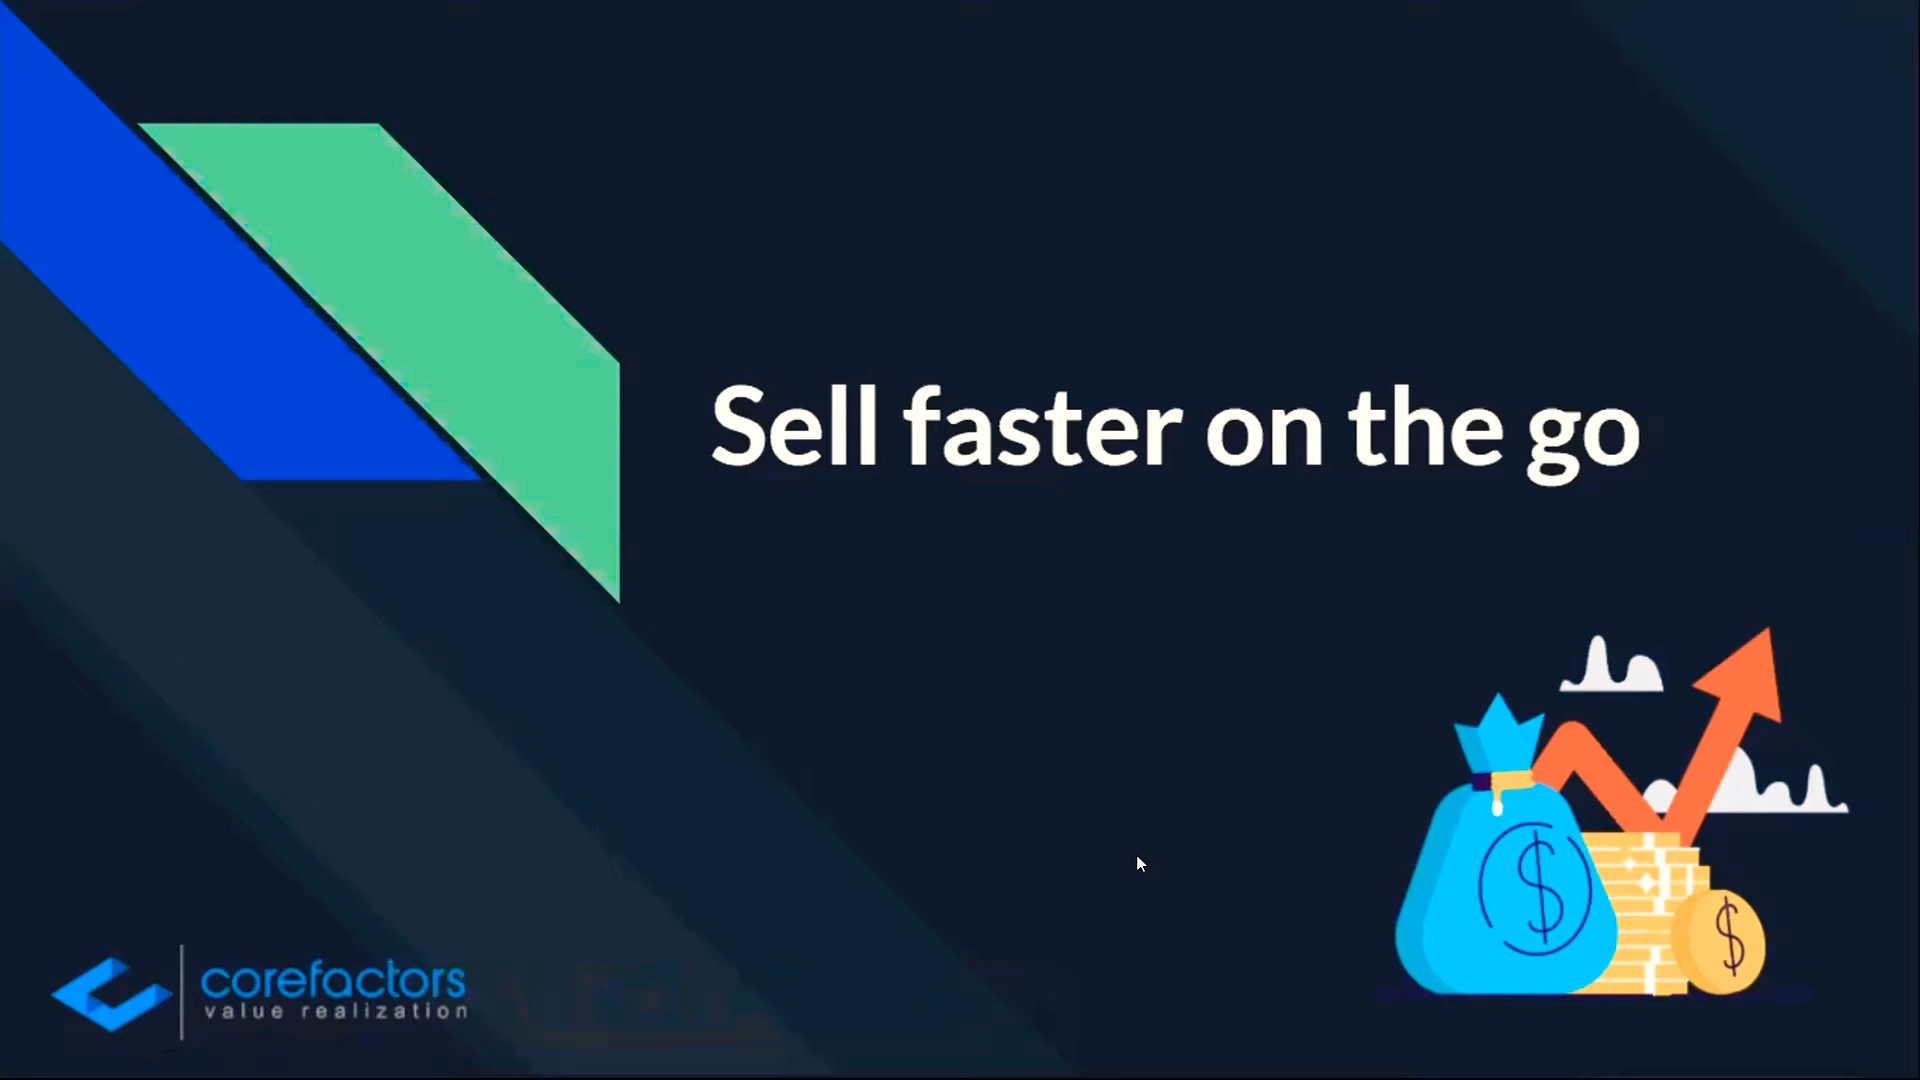 Sell faster on the go
$
$
corefactors
value realization